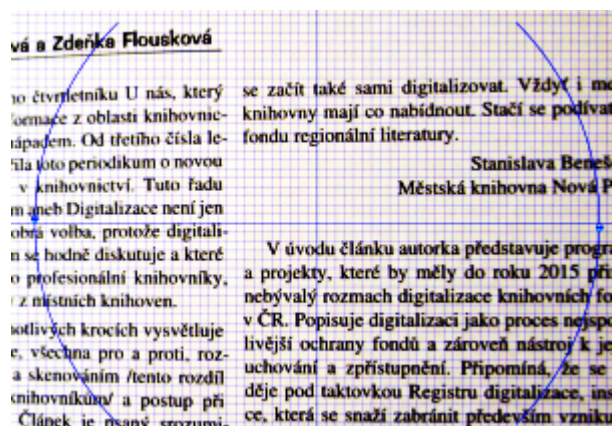 vá a Zdeňka Flousková
ho čtvrtletníku U nás, který
formace z oblasti knihovnic-
nápadem. Od třetího čísla le-
toto periodikum o novou
v knihovnictví. Tuto řadu
aneb Digitalizace není jen
volba, protože digitali-
se hodně diskutuje a které
o profesionální knihovníky,
z místních knihoven.
notlivých krocích vysvětluje
e, všechna pro a proti, roz-
a skenováním /tento rozdíl
knihovníkům/ a postup při
Článek je psaný srozumi-
se začít také sami digitalizovat. Vždyť i mo
knihovny mají co nabídnout. Stačí se podívat
fondu regionální literatury.
Stanislava Beneš
Městská knihovna Nová P
V úvodu článku autorka představuje progra
a projekty, které by měly do roku 2015 při
nebývalý rozmach digitalizace knihovních fo
v ČR. Popisuje digitalizaci jako proces nejspo
livější ochrany fondů a zároveň nástroj k je
uchování a zpřístupnění. Připomíná, že se
děje pod taktovkou Registru digitalizace, ins
ce, která se snaží zabránit především vzniku